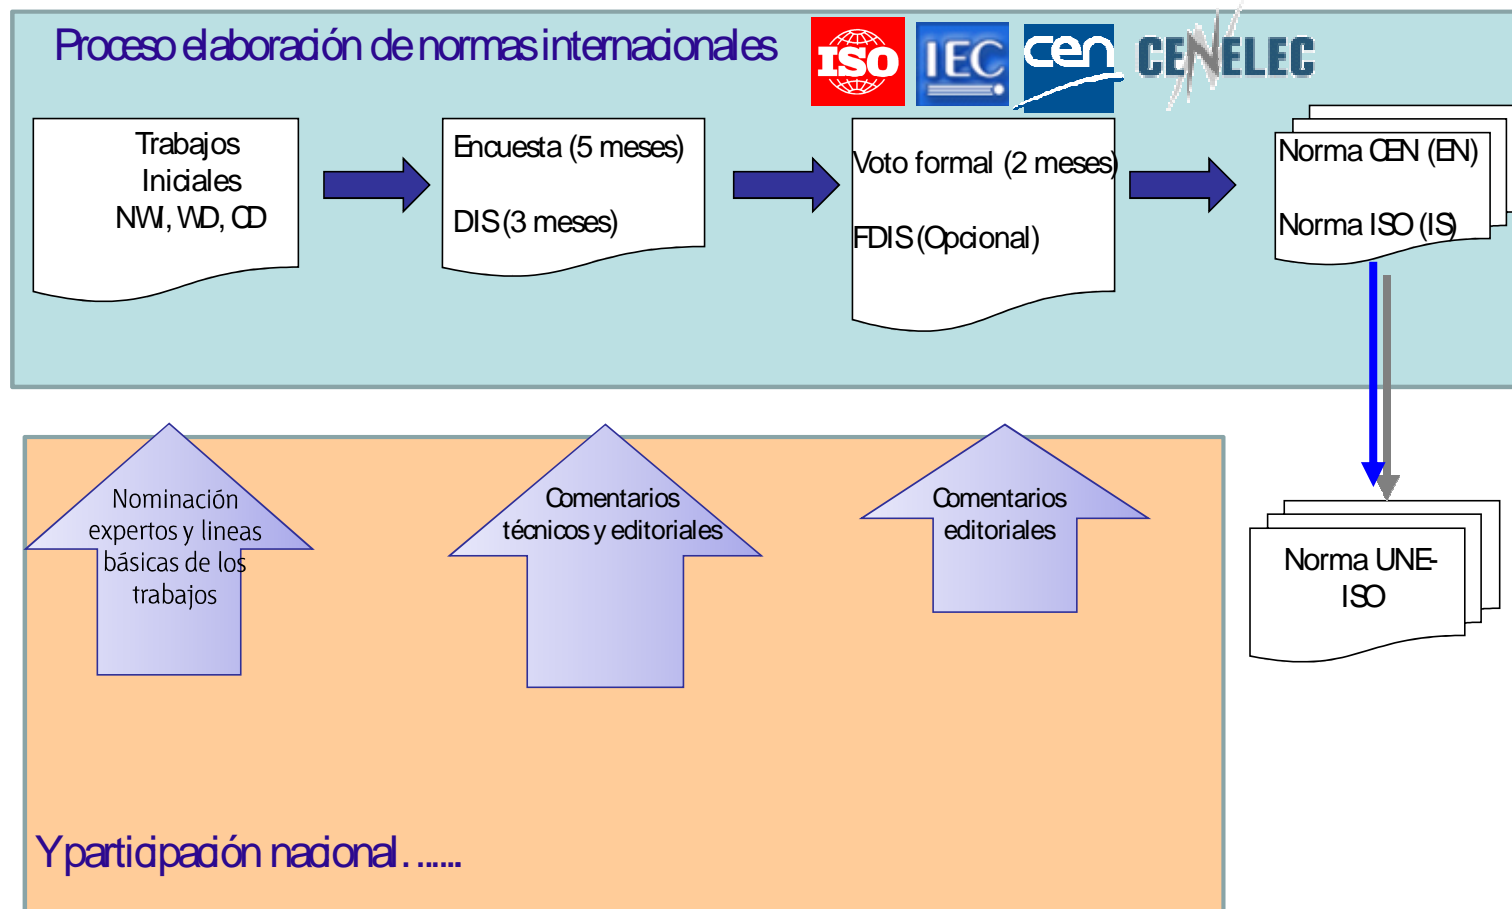 Proceso elaboración de normas internacionales
ISO
IEC
cen
CENELEC
Trabajos
Iniciales
NWI, WD, CD
Encuesta (5 meses)
DIS (3 meses)
Voto formal (2 meses)
FDIS (Opcional)
Norma CEN (EN)
Norma ISO (IS)
Nominación
expertos y lineas
básicas de los
trabajos
Comentarios
técnicos y editoriales
Comentarios
editoriales
Norma UNE-
ISO
Y participación nacional. ......